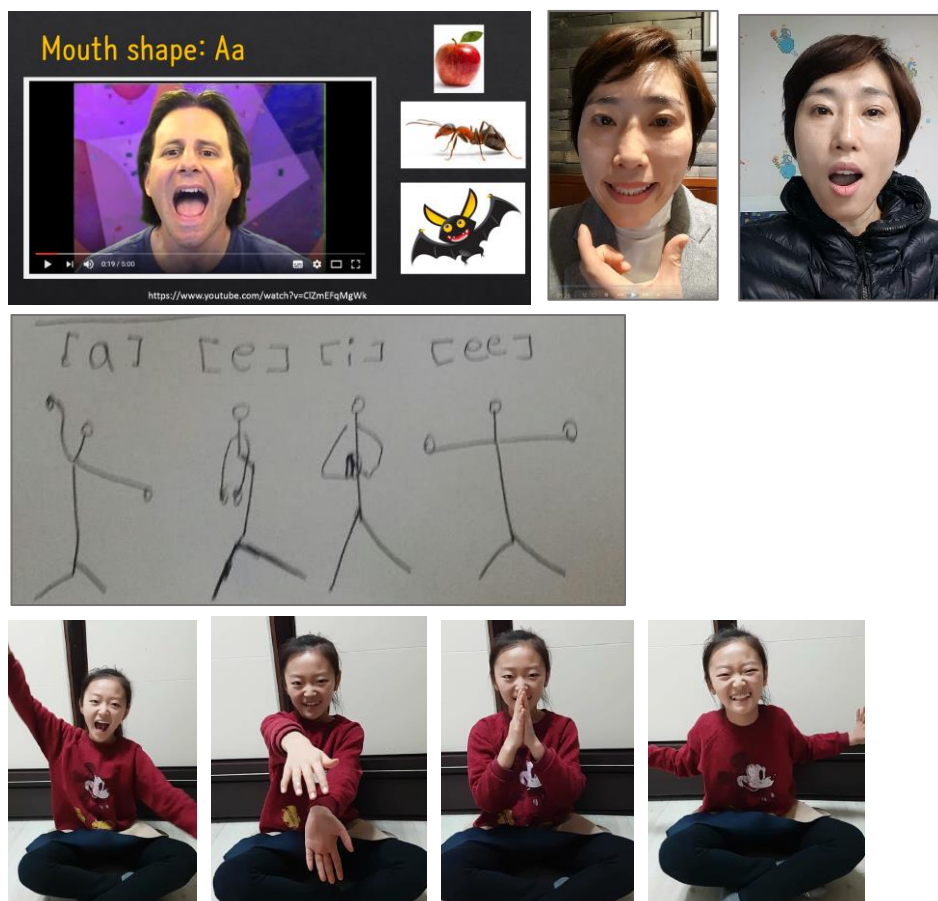 Mouth shape: Aa
0:19 / 5:00
https://www.youtube.com/watch?v=ClZmEFqMgWk
[a] [e] [i] [ee]